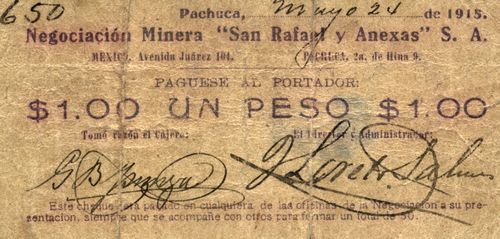 650
Pachuca, Mayo 24 de 1915.
Negociación Minera "San Rafael y Anexas" S. A.
MEXICO, Avenida Juárez 101. PACHUCA, 2a. de Hina 9.
PAGUESE AL PORTADOR:
$1.00 UN PESO $1.00
Tomó razón el Cajero: El Director o Administrador:
G. B.
Este cheque será pagado en cualquiera de las oficinas de la Negociación a su pre-
sentación, siempre que se acompañe con otros para formar un total de 50.